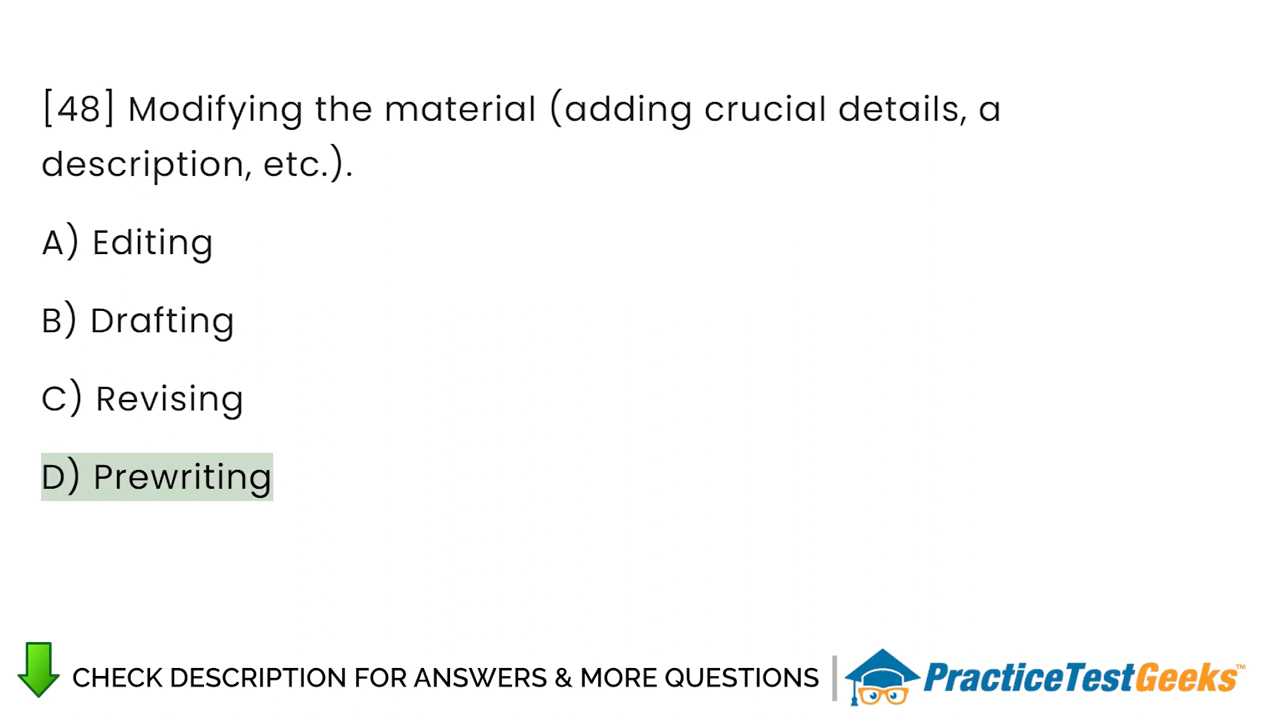 [48] Modifying the material (adding crucial details, a
description, etc.).
A) Editing
B) Drafting
C) Revising
D) Prewriting
CHECK DESCRIPTION FOR ANSWERS & MORE QUESTIONS
PracticeTestGeeks™